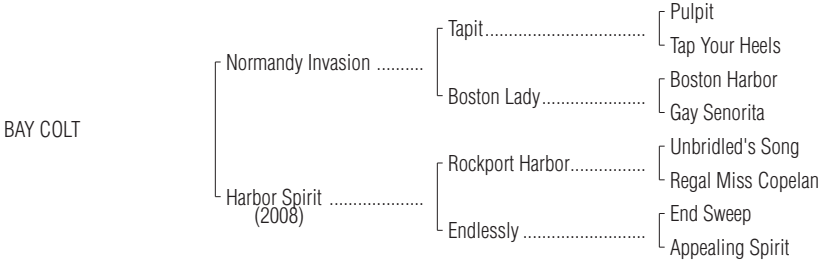 Pulpit
Tapit................................
Tap Your Heels
Normandy Invasion ..........
Boston Harbor
Boston Lady.....................
Gay Senorita
BAY COLT
Unbridled's Song
Rockport Harbor...............
Regal Miss Copelan
Harbor Spirit ...................
(2008)
End Sweep
Endlessly .........................
Appealing Spirit